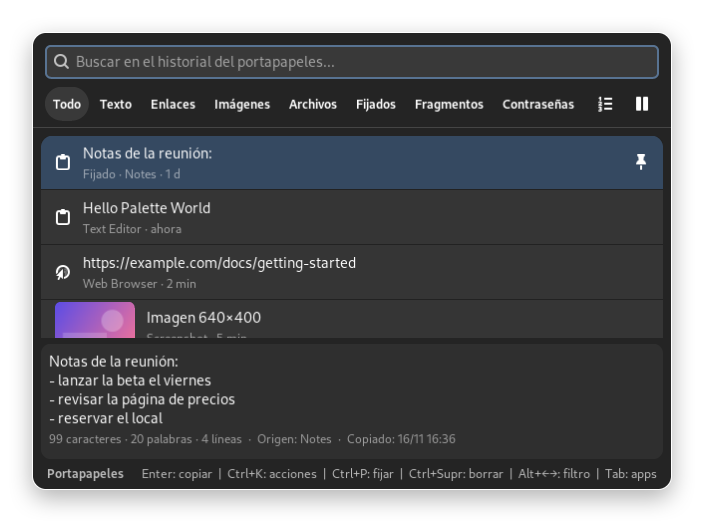 Buscar en el historial del portapapeles...
Todo Texto Enlaces Imágenes Archivos Fijados Fragmentos Contraseñas
Notas de la reunión:
Fijado · Notes · 1 d
Hello Palette World
Text Editor · ahora
https://example.com/docs/getting-started
Web Browser · 2 min
Imagen 640×400
Screenshot · 5 min
Notas de la reunión:
- lanzar la beta el viernes
- revisar la página de precios
- reservar el local
99 caracteres · 20 palabras · 4 líneas · Origen: Notes · Copiado: 16/11 16:36
Portapapeles Enter: copiar | Ctrl+K: acciones | Ctrl+P: fijar | Ctrl+Supr: borrar | Alt+←→: filtro | Tab: apps